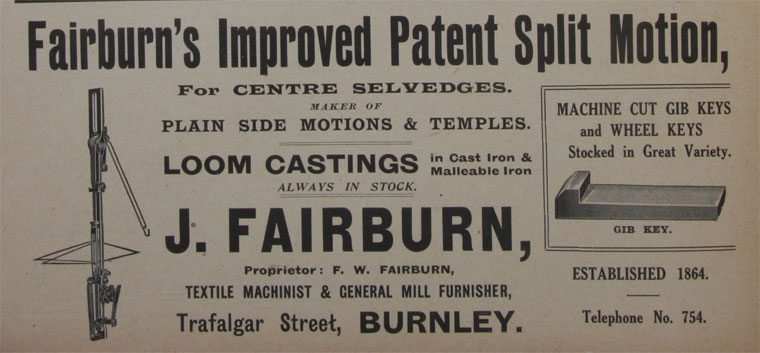 Fairburn's Improved Patent Split Motion,
For CENTRE SELVEDGES.
MAKER OF
PLAIN SIDE MOTIONS & TEMPLES.
LOOM CASTINGS in Cast Iron & Malleable Iron
ALWAYS IN STOCK.
J. FAIRBURN,
Proprietor: F. W. FAIRBURN,
TEXTILE MACHINIST & GENERAL MILL FURNISHER,
Trafalgar Street, BURNLEY.
MACHINE CUT GIB KEYS
and WHEEL KEYS
Stocked in Great Variety.
GIB KEY.
ESTABLISHED 1864.
Telephone No. 754.